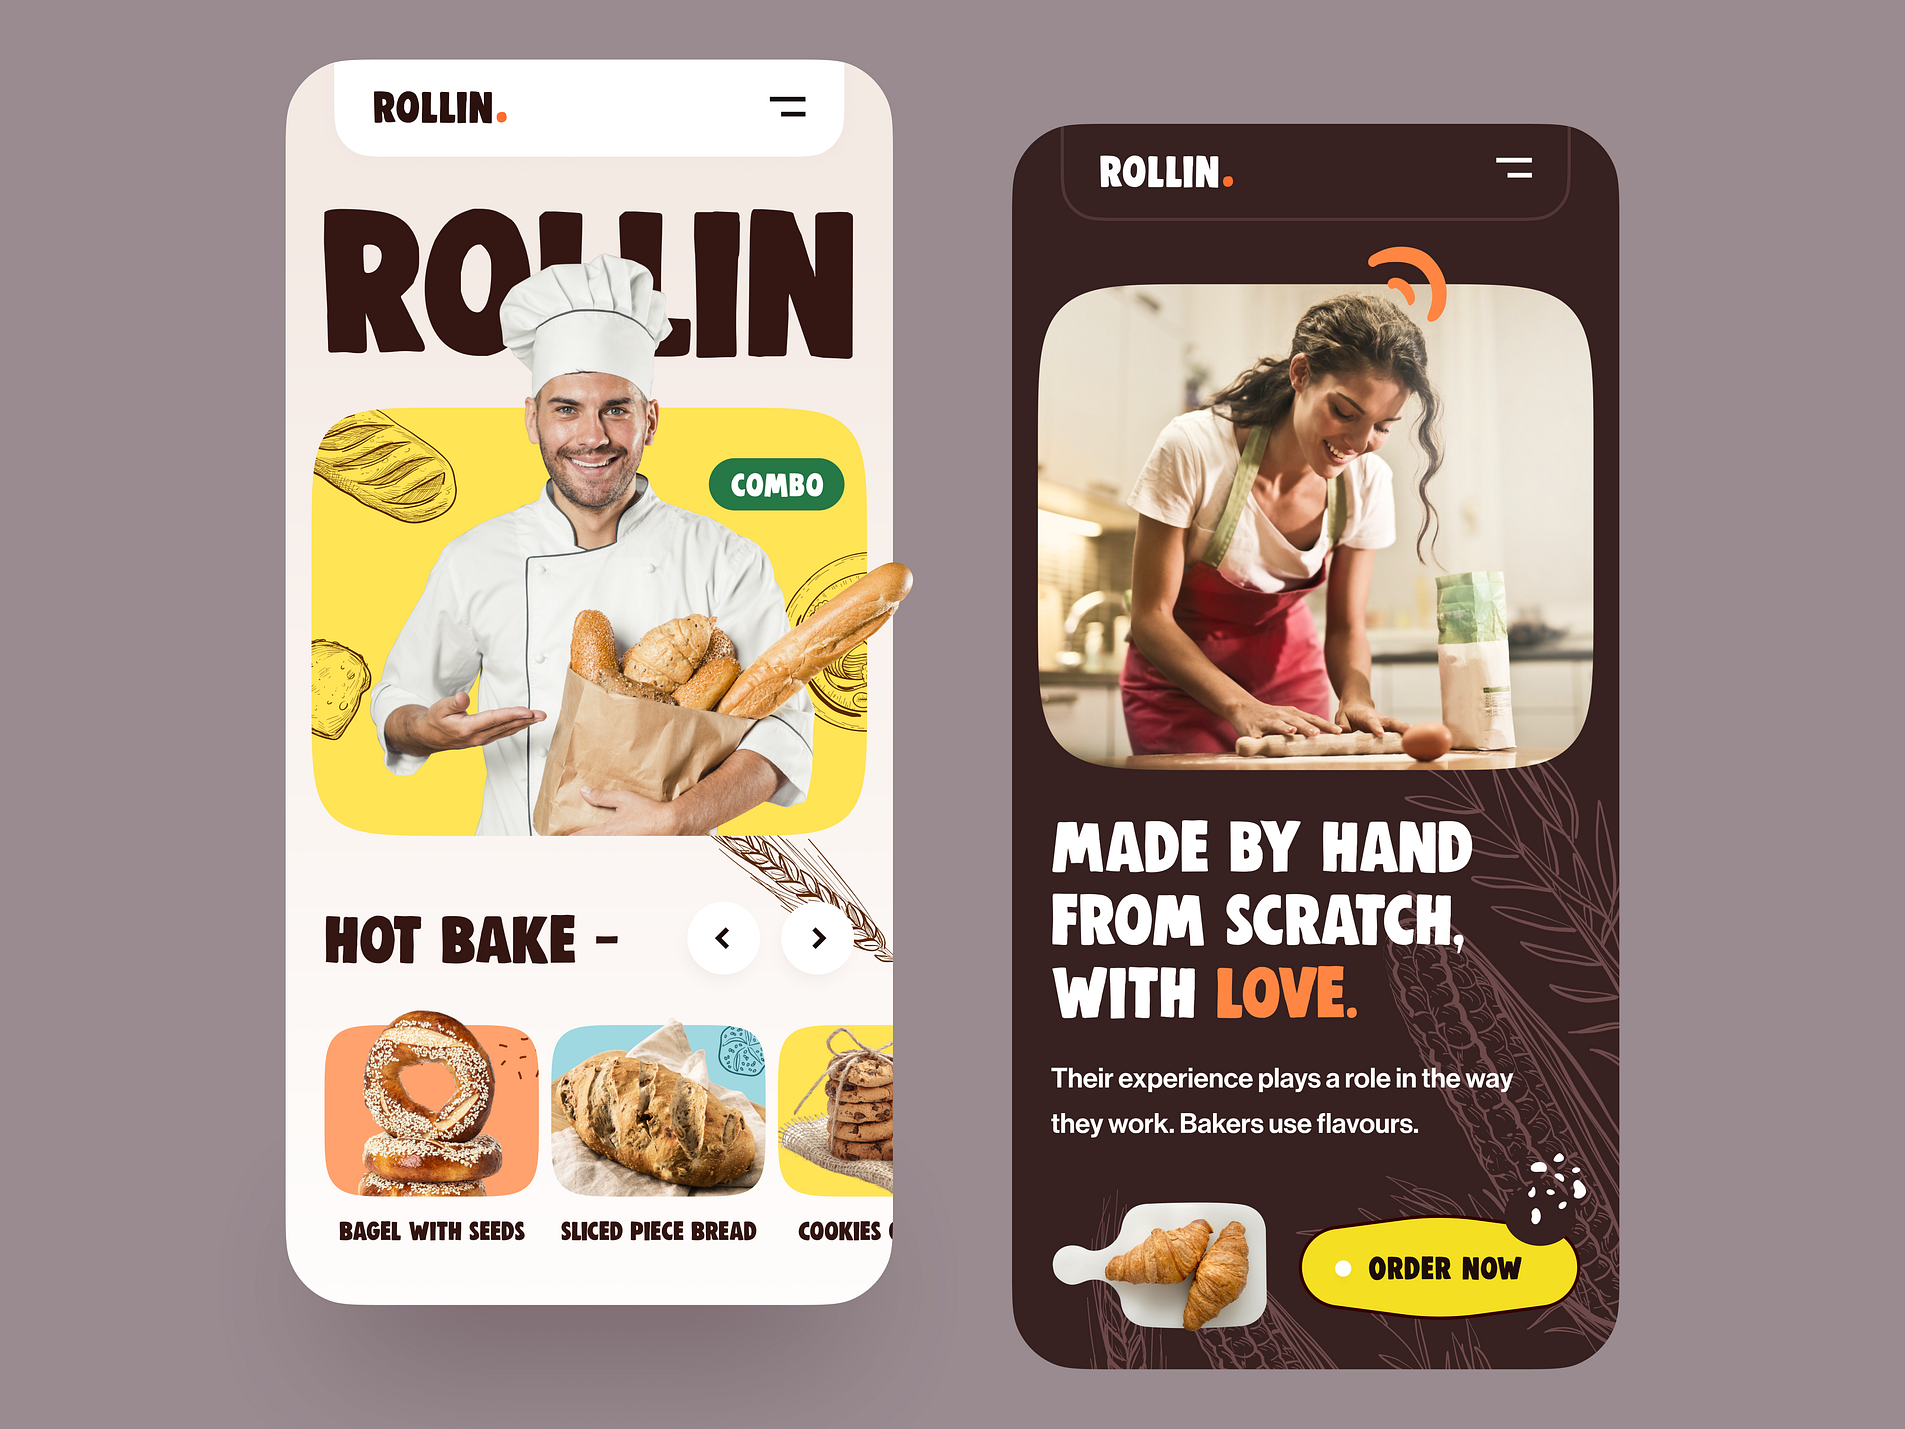 ROLLIN.
ROLLIN
COMBO
HOT BAKE –
BAGEL WITH SEEDS
SLICED PIECE BREAD
COOKIES
ROLLIN.
MADE BY HAND
FROM SCRATCH,
WITH LOVE.
Their experience plays a role in the way
they work. Bakers use flavours.
ORDER NOW